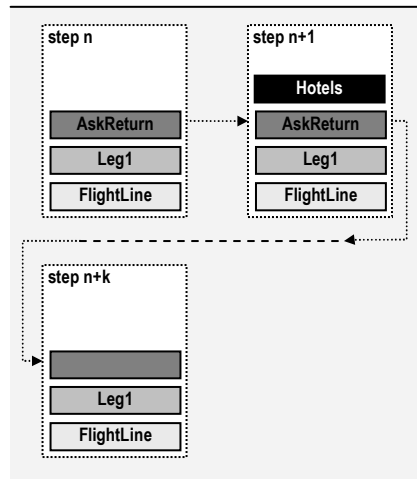 step n
AskReturn
Leg1
FlightLine
step n+1
Hotels
AskReturn
Leg1
FlightLine
step n+k
Leg1
FlightLine